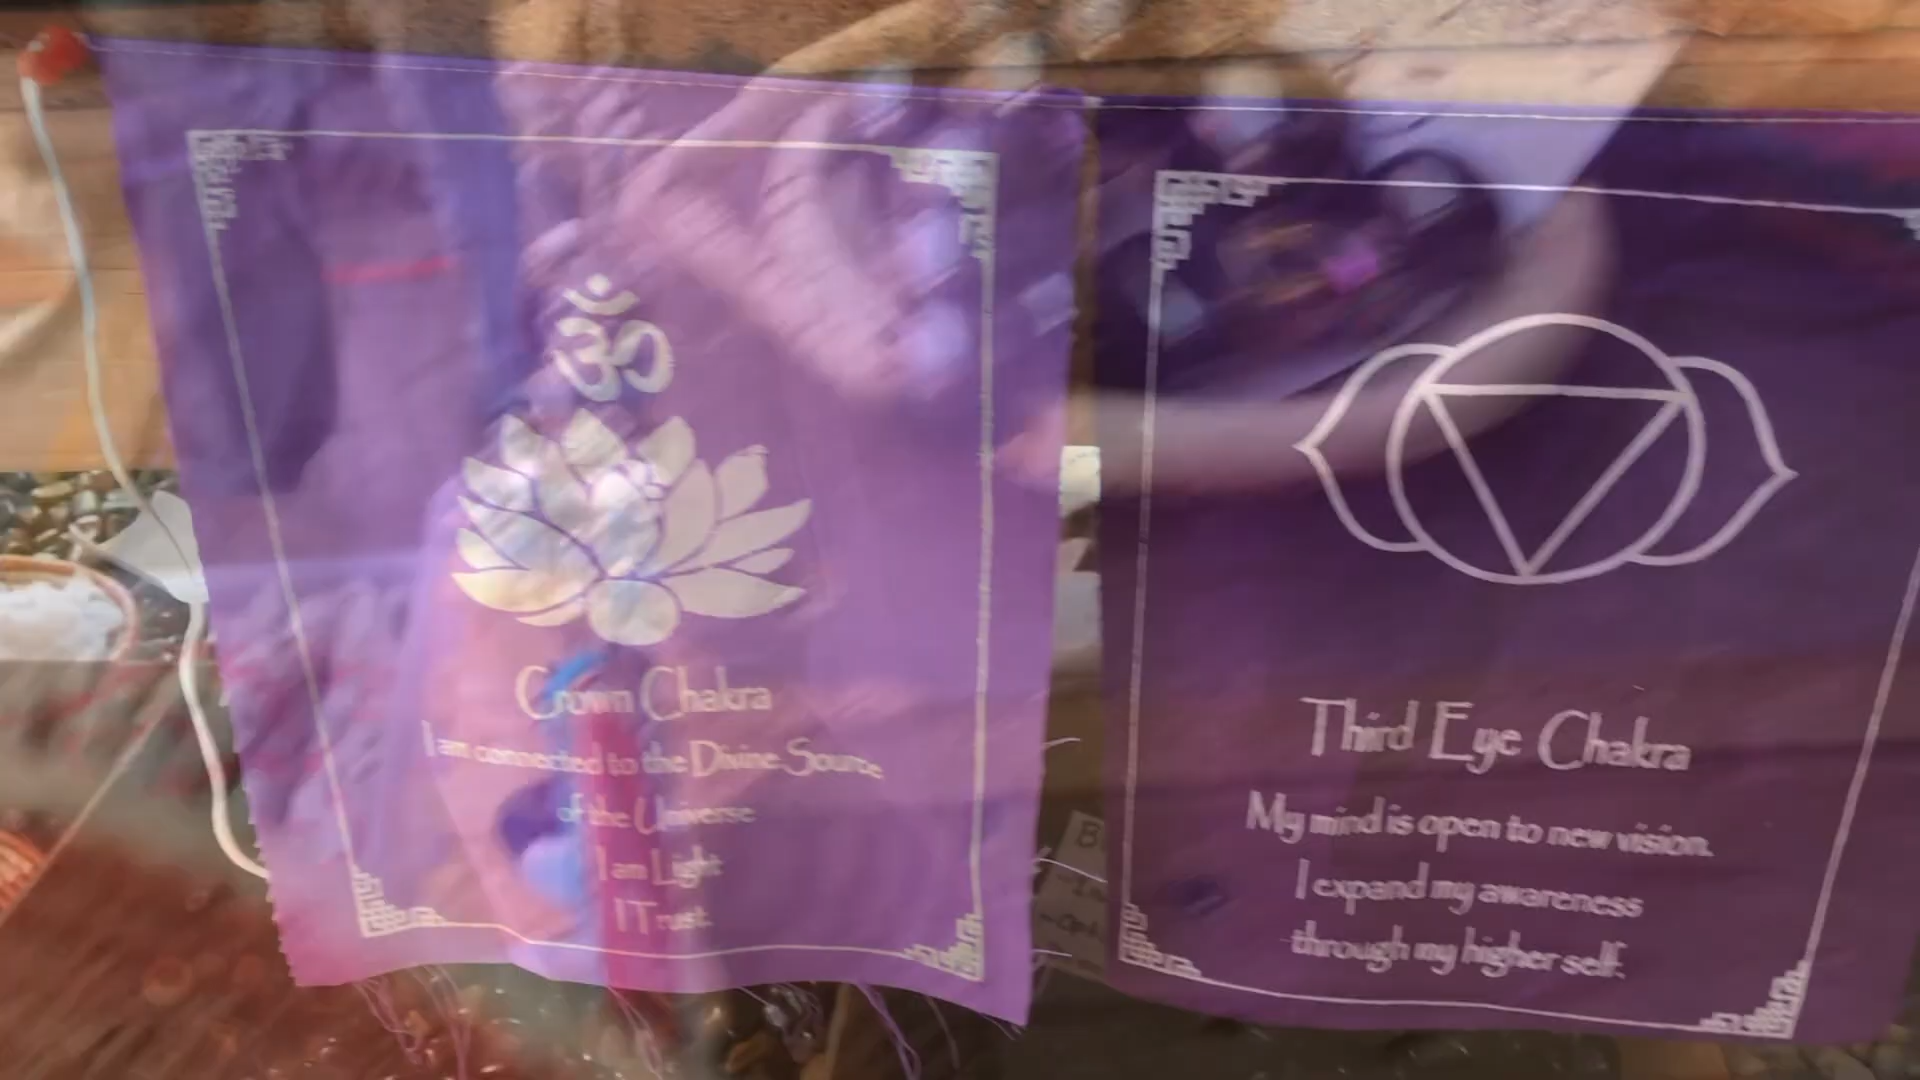 ॐ
Crown Chakra
I am connected to the Divine Source
of the Universe
I am Light
I Trust
Third Eye Chakra
My mind is open to new vision.
I expand my awareness
through my higher self.